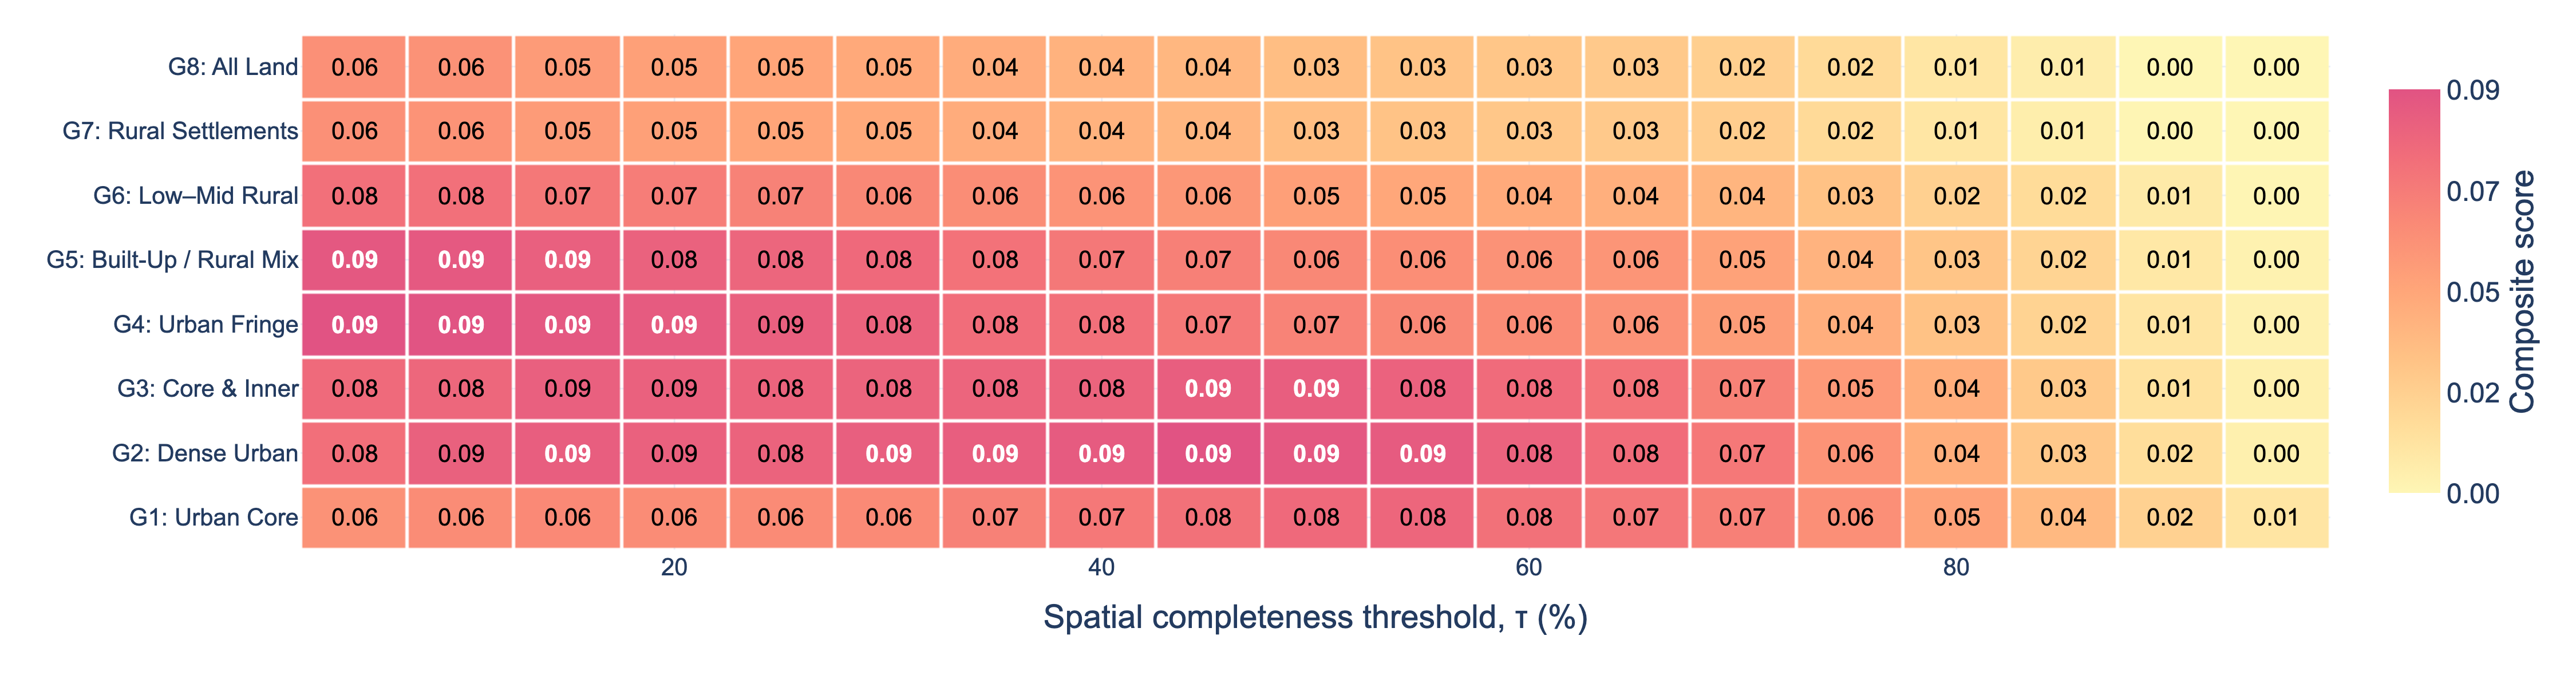 G8: All Land 0.06 0.06 0.05 0.05 0.05 0.05 0.04 0.04 0.04 0.03 0.03 0.03 0.03 0.02 0.02 0.01 0.01 0.00 0.00
G7: Rural Settlements 0.06 0.06 0.05 0.05 0.05 0.05 0.04 0.04 0.04 0.03 0.03 0.03 0.03 0.02 0.02 0.01 0.01 0.00 0.00
G6: Low–Mid Rural 0.08 0.08 0.07 0.07 0.07 0.06 0.06 0.06 0.06 0.05 0.05 0.04 0.04 0.04 0.03 0.02 0.02 0.01 0.00
G5: Built-Up / Rural Mix 0.09 0.09 0.09 0.08 0.08 0.08 0.08 0.07 0.07 0.06 0.06 0.06 0.06 0.05 0.04 0.03 0.02 0.01 0.00
G4: Urban Fringe 0.09 0.09 0.09 0.09 0.09 0.08 0.08 0.08 0.07 0.07 0.06 0.06 0.06 0.05 0.04 0.03 0.02 0.01 0.00
G3: Core & Inner 0.08 0.08 0.09 0.09 0.08 0.08 0.08 0.08 0.09 0.09 0.08 0.08 0.08 0.07 0.05 0.04 0.03 0.01 0.00
G2: Dense Urban 0.08 0.09 0.09 0.09 0.08 0.09 0.09 0.09 0.09 0.09 0.09 0.08 0.08 0.07 0.06 0.04 0.03 0.02 0.00
G1: Urban Core 0.06 0.06 0.06 0.06 0.06 0.06 0.07 0.07 0.08 0.08 0.08 0.08 0.07 0.07 0.06 0.05 0.04 0.02 0.01
20 40 60 80
Spatial completeness threshold, τ (%)
0.09
0.07
0.05
0.02
0.00
Composite score